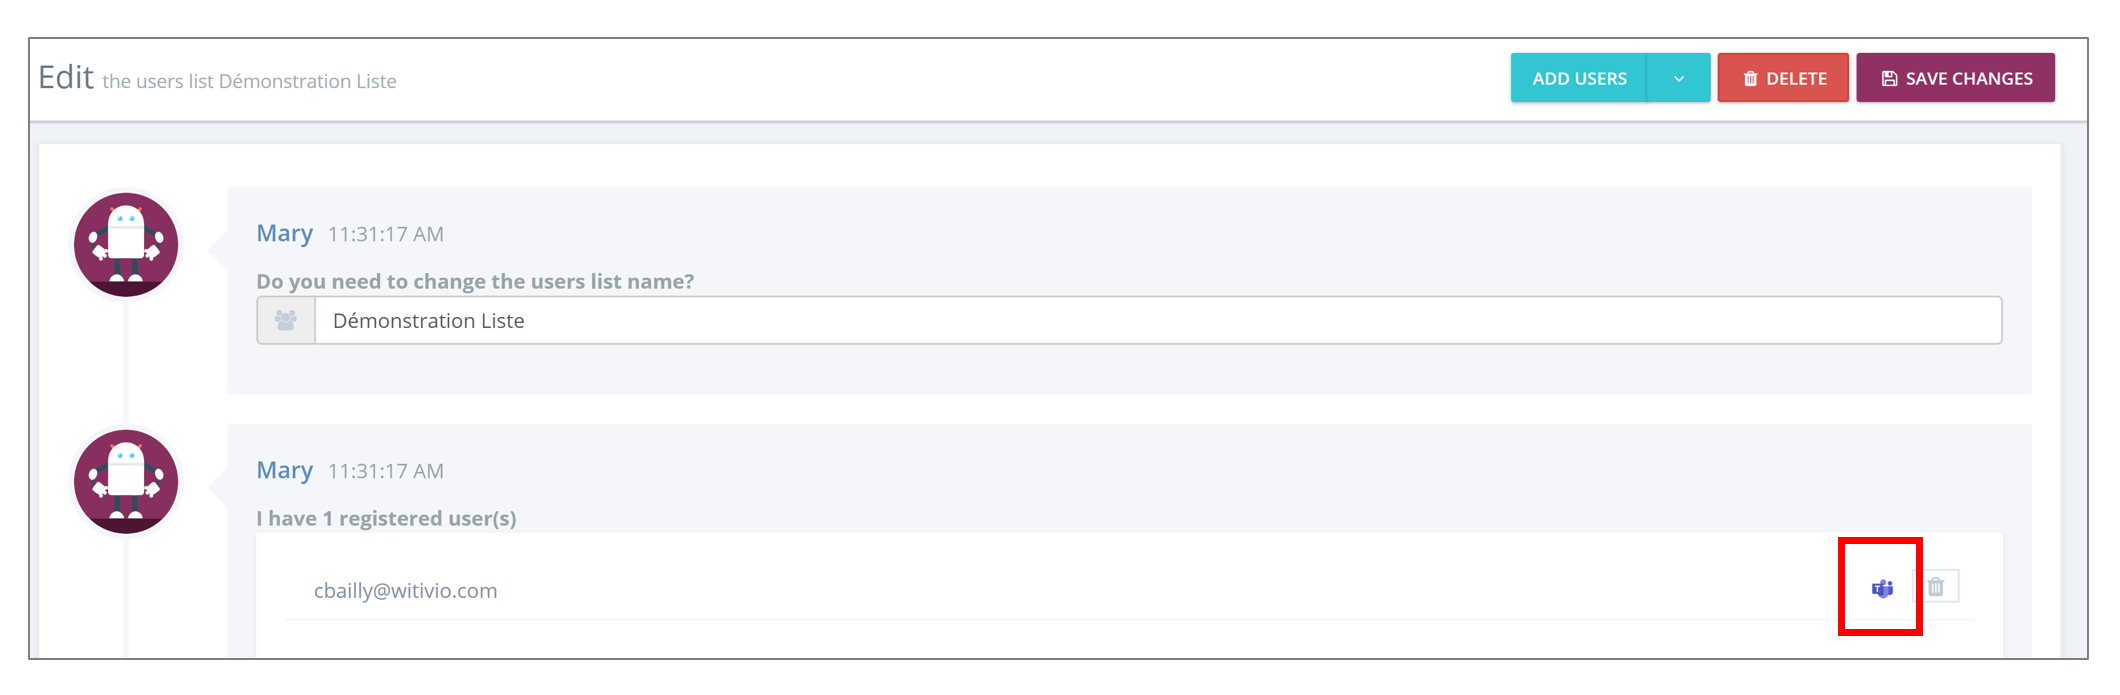 Edit the users list Démonstration Liste
ADD USERS
DELETE
SAVE CHANGES
Mary 11:31:17 AM
Do you need to change the users list name?
Démonstration Liste
Mary 11:31:17 AM
I have 1 registered user(s)
cbailly@witivio.com